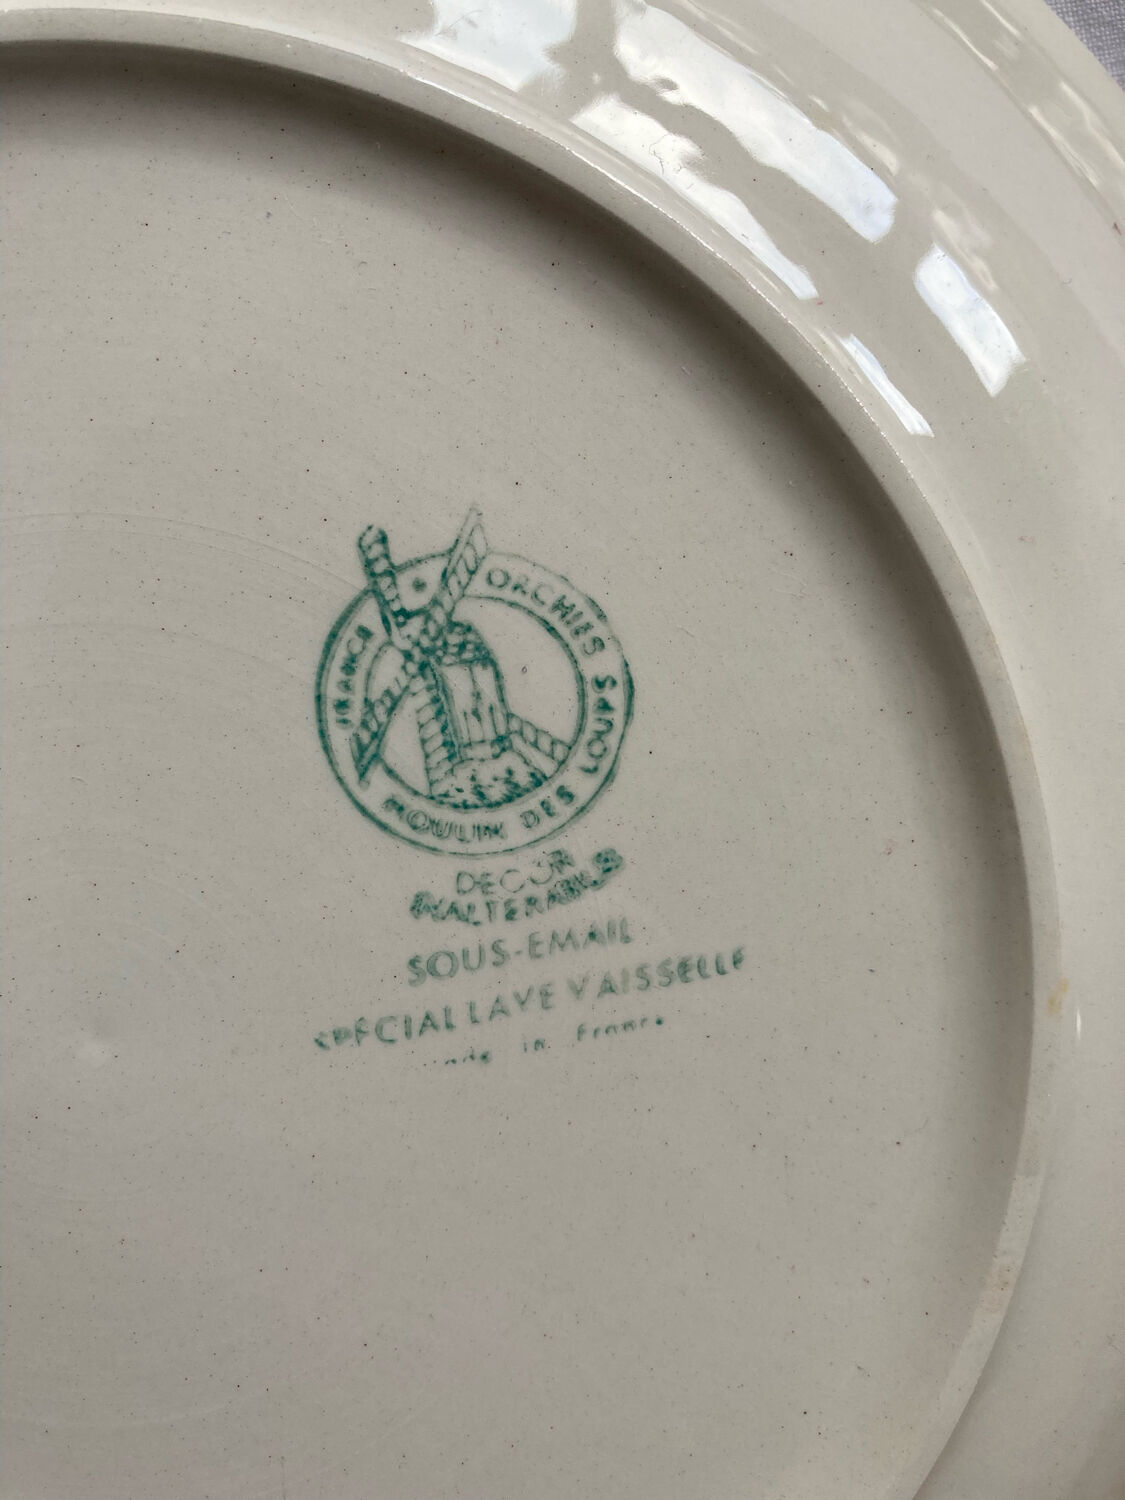 FRANCE
ORCHIES
MOULIN DES LOUPS
DECOR
INALTERABLE
SOUS-EMAIL
SPECIAL LAVE VAISSELLE
made in France